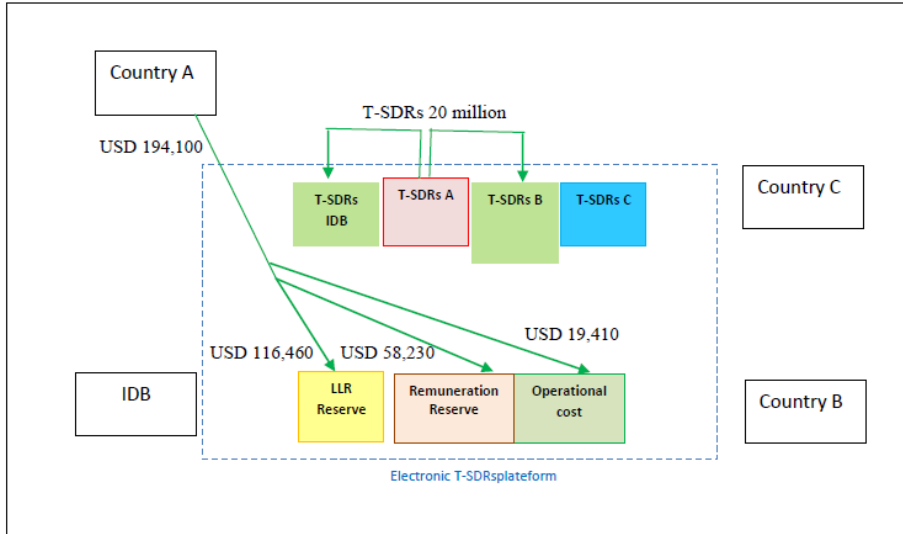 Country A
T-SDRs 20 million
USD 194,100
Country C
T-SDRs
IDB
T-SDRs A
T-SDRs B
T-SDRs C
USD 116,460
USD 58,230
USD 19,410
IDB
LLR
Reserve
Remuneration
Reserve
Operational
cost
Country B
Electronic T-SDRsplateform